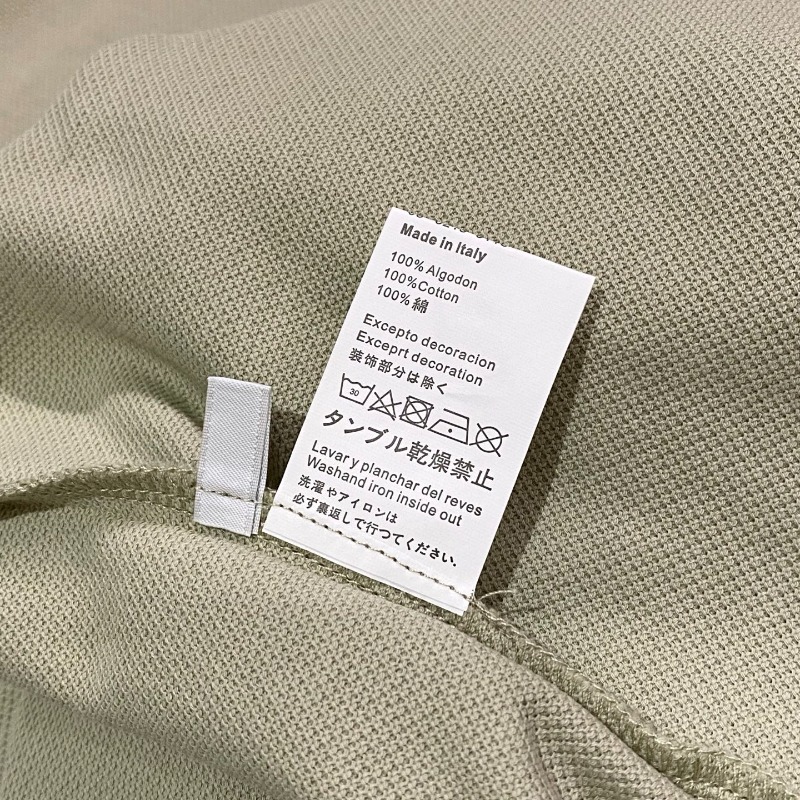 Made in Italy
100% Algodon
100%Cotton
100% 綿
Excepto decoracion
Exceprt decoration
装飾部分は除く
30
タンブル乾燥禁止
Lavar y planchar del reves
Washand iron inside out
洗濯やアイロンは
必ず裏返しで行つてください.